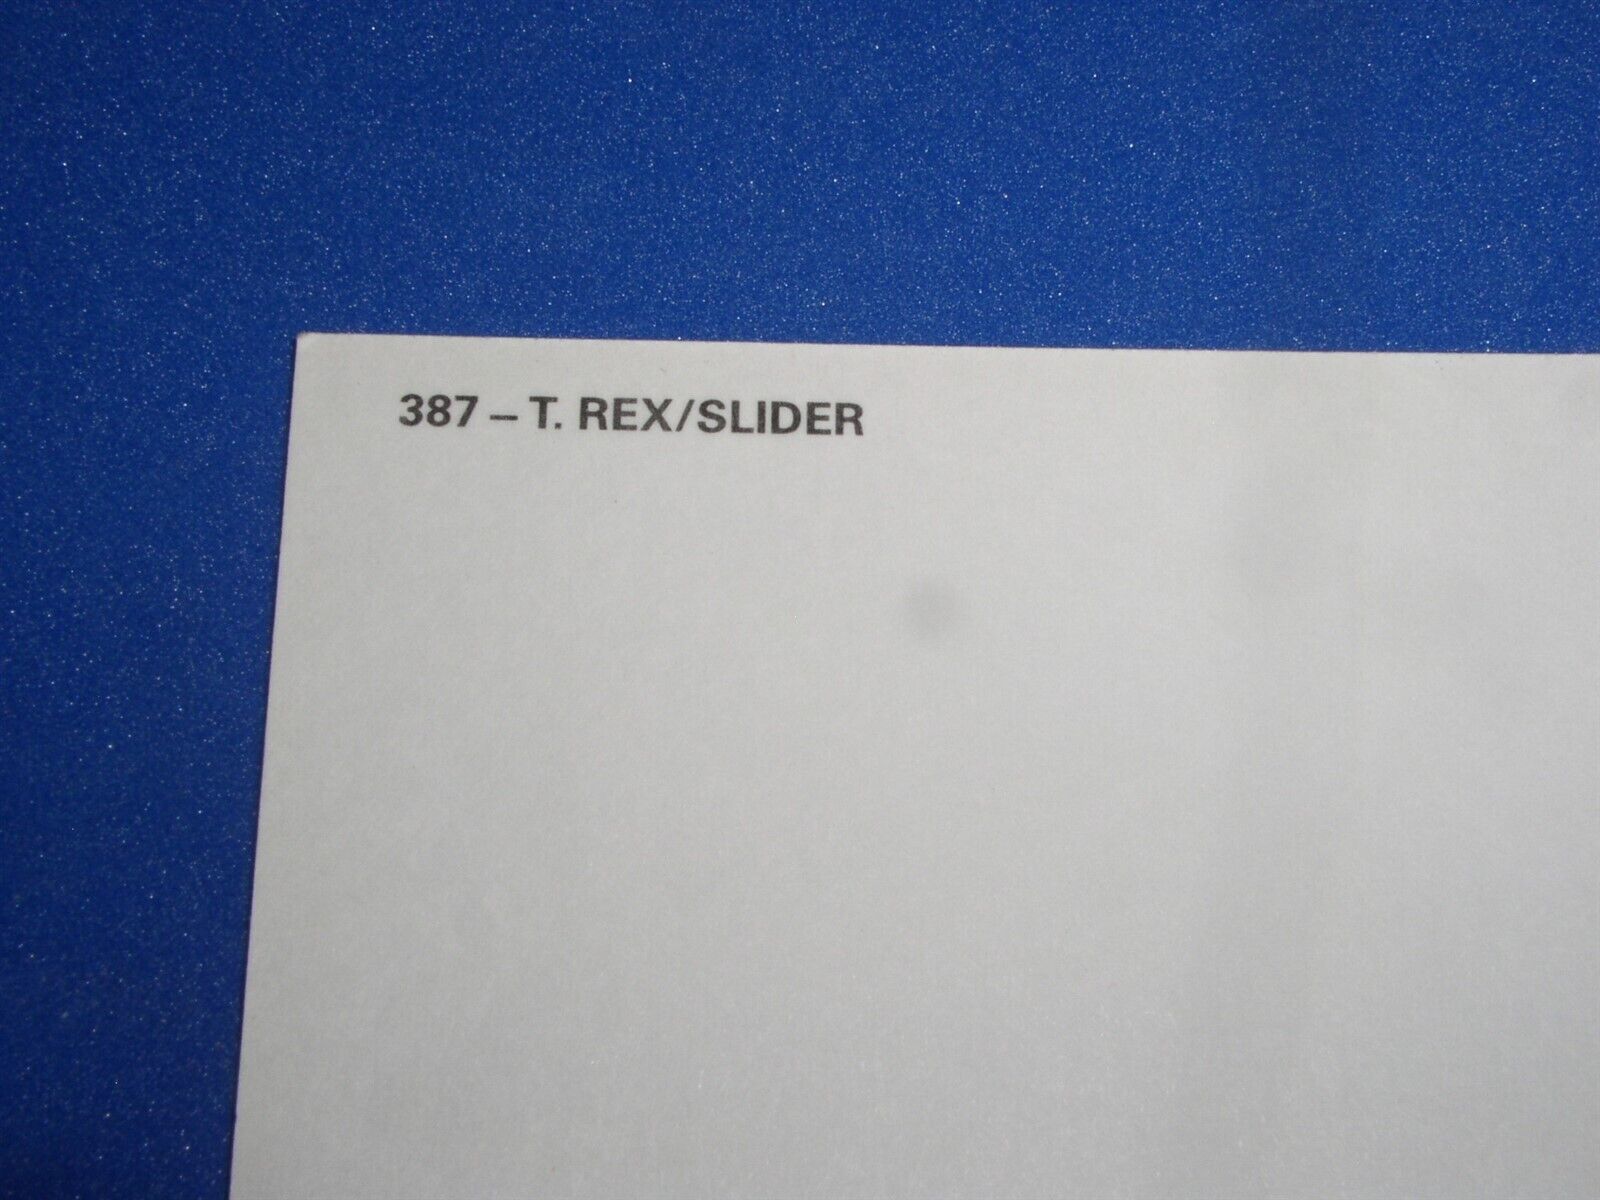 387 – T. REX/SLIDER